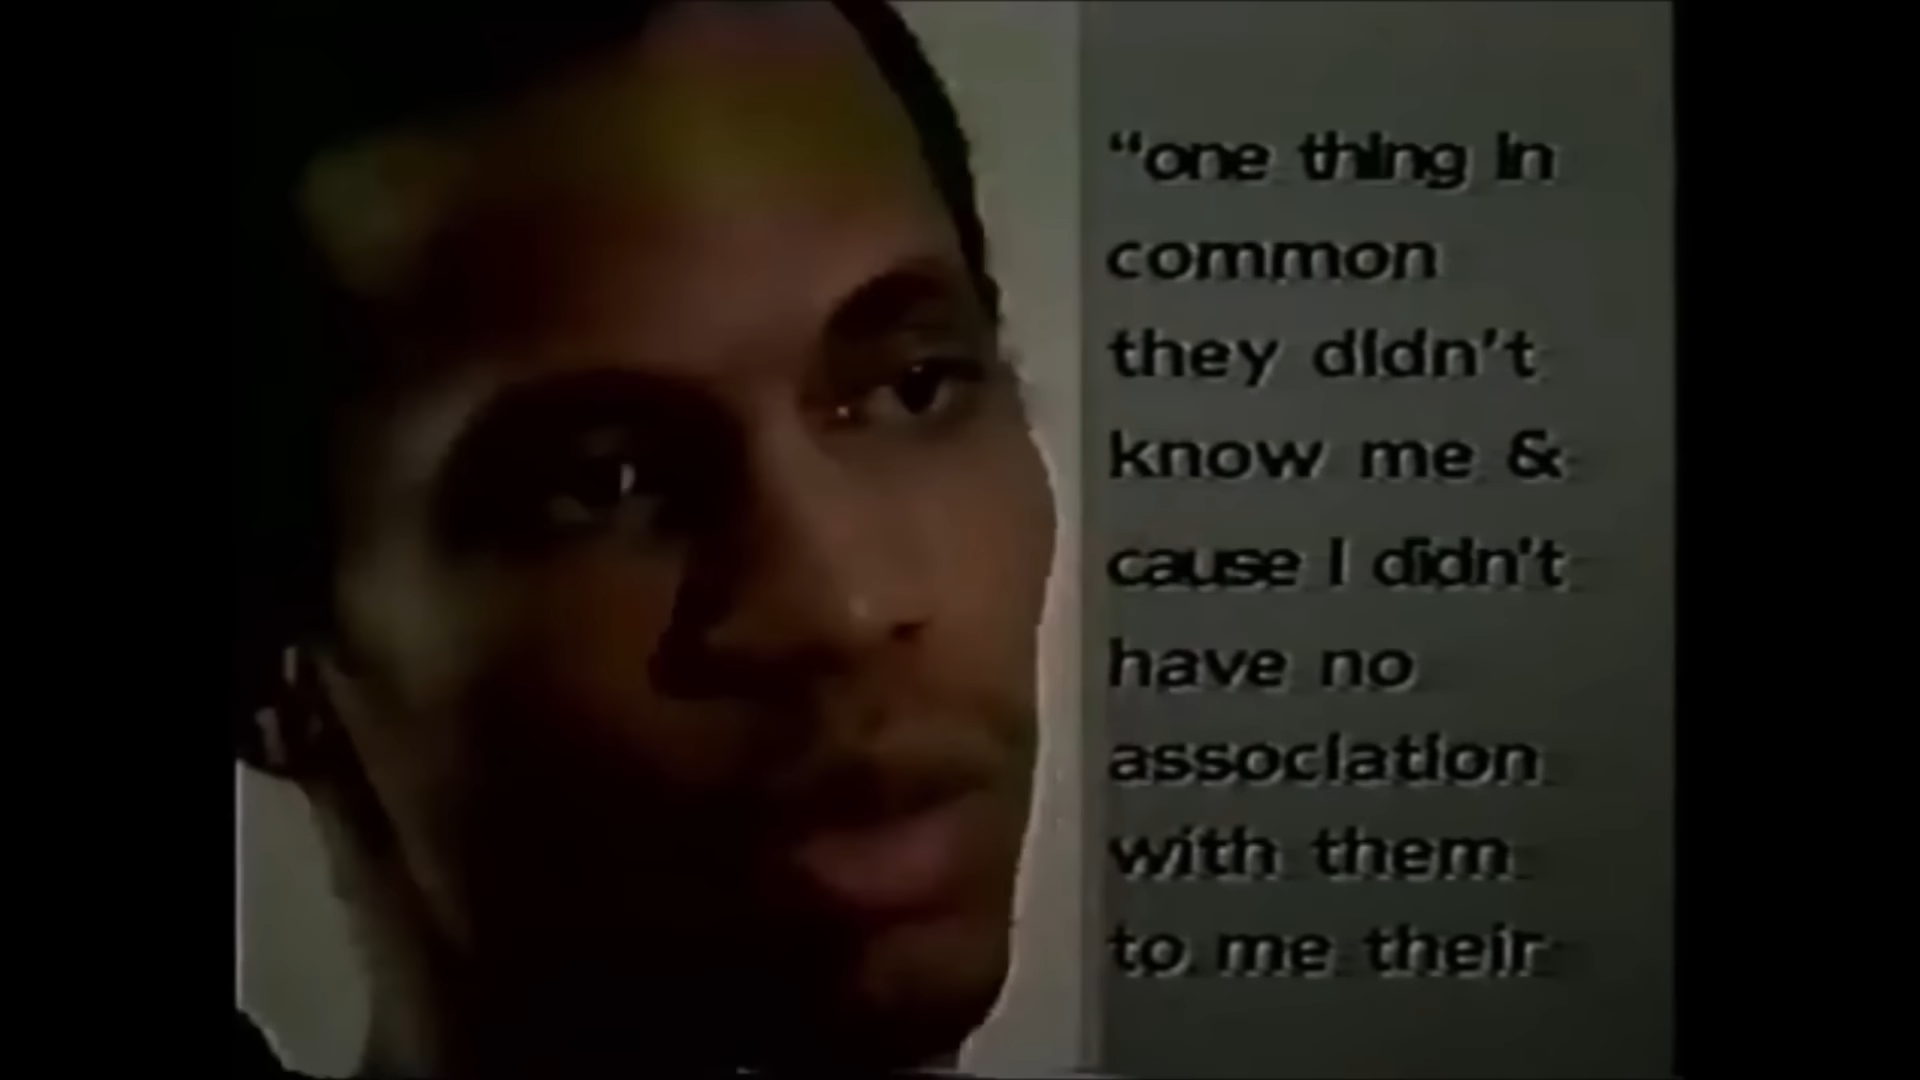 “one thing in
common
they didn’t
know me &
cause I didn't
have no
association
with them
to me their